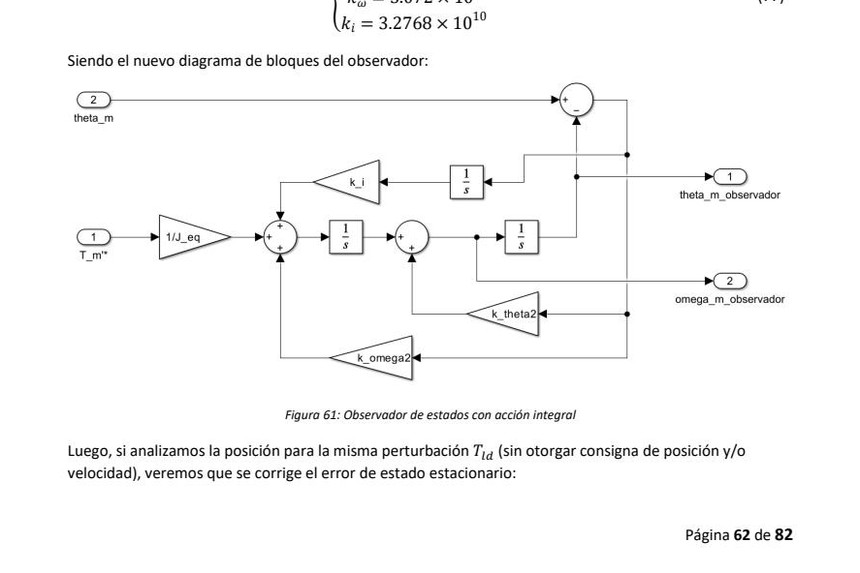 kᵢ = 3.2768 × 10¹⁰
Siendo el nuevo diagrama de bloques del observador:
2
theta_m
+
−
k_i
1/s
1
theta_m_observador
1
T_m'*
1/J_eq
+
+
+
1/s
+
+
1/s
2
omega_m_observador
k_theta2
k_omega2
Figura 61: Observador de estados con acción integral
Luego, si analizamos la posición para la misma perturbación T_ld (sin otorgar consigna de posición y/o
velocidad), veremos que se corrige el error de estado estacionario:
Página 62 de 82